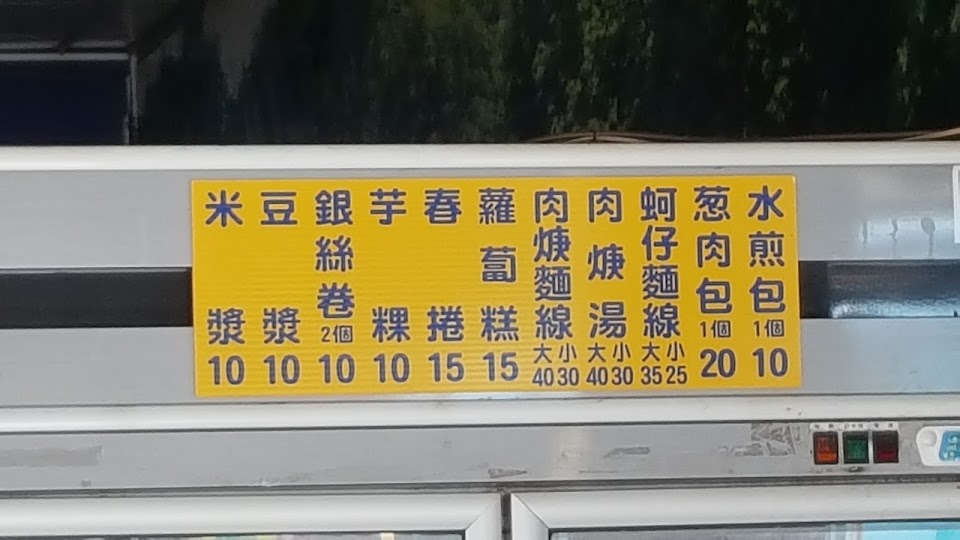 水煎包 1個 10
葱肉包 1個 20
蚵仔麵線 大35 小25
肉焿湯 大40 小30
肉焿麵線 大40 小30
蘿蔔糕 15
春捲 15
芋粿 10
銀絲卷 2個 10
豆漿 10
米漿 10